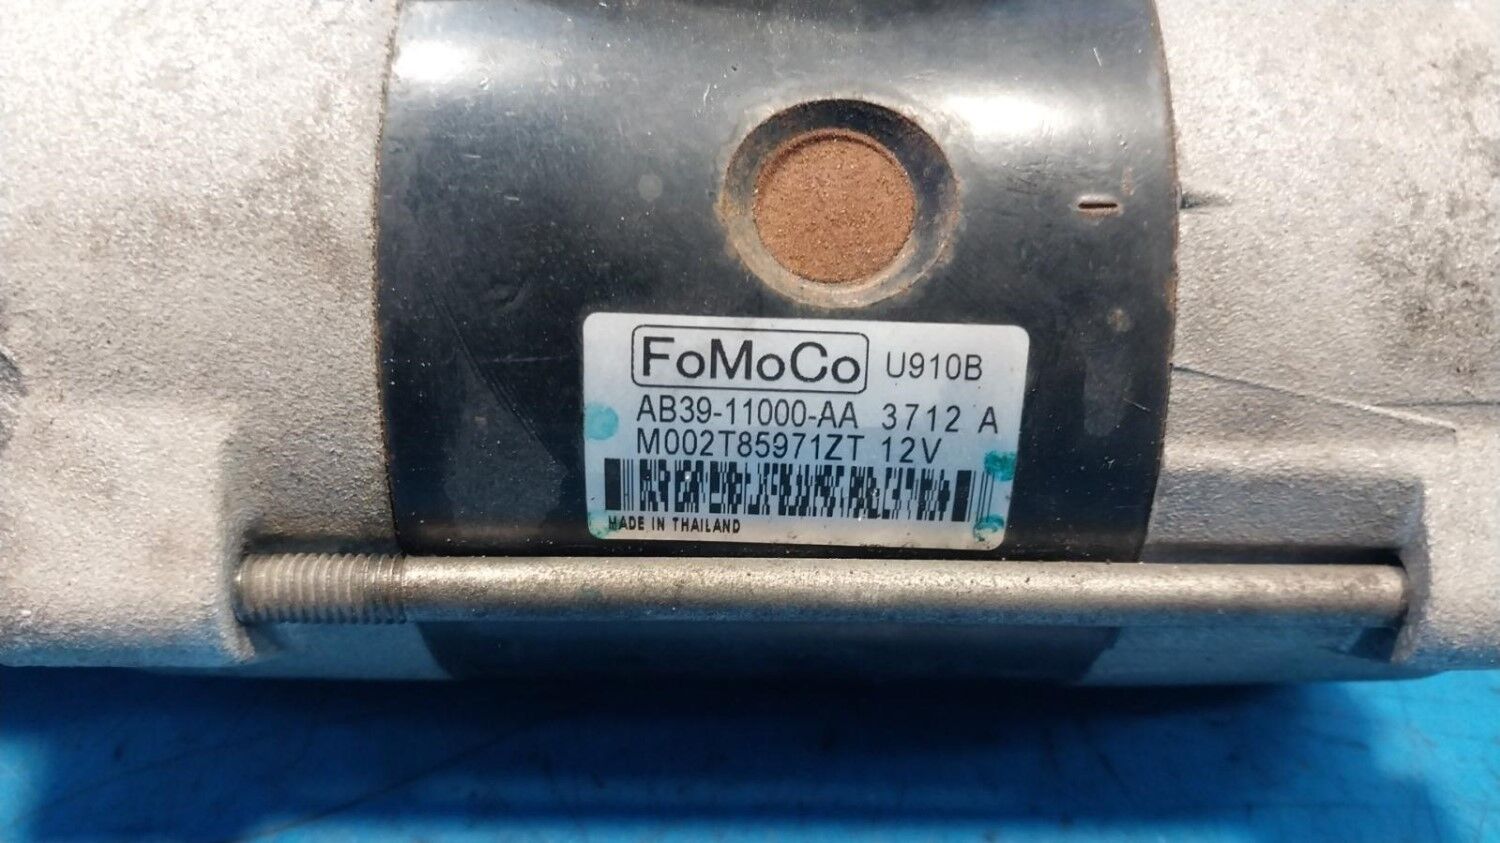 FoMoCo U910B
AB39-11000-AA 3712 A
M002T85971ZT 12V
MADE IN THAILAND